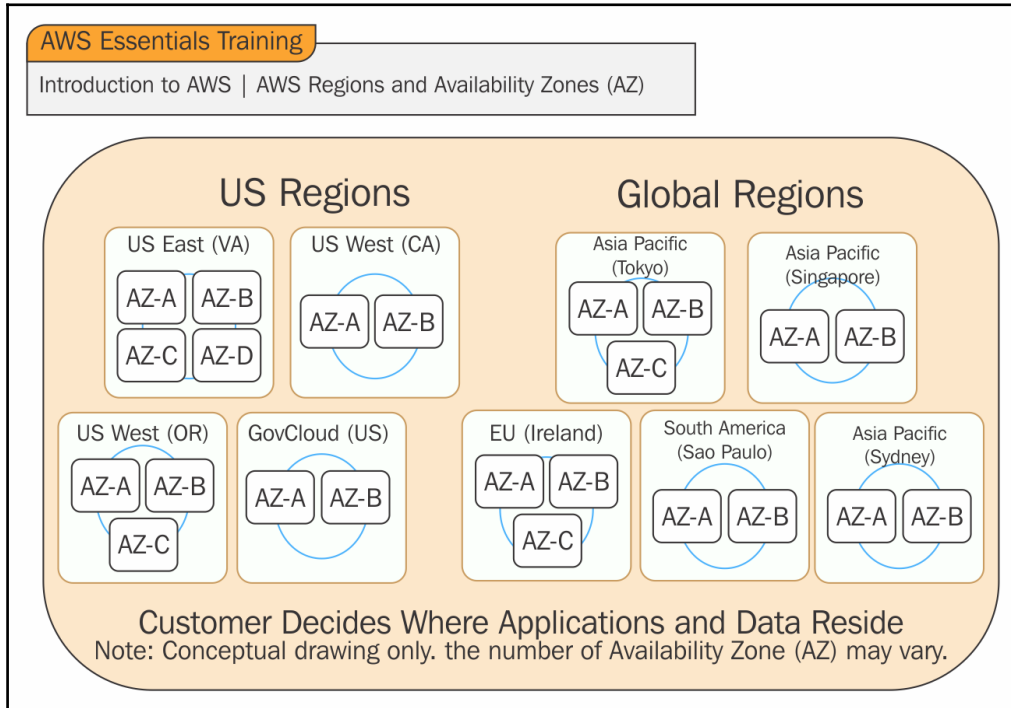 AWS Essentials Training
Introduction to AWS | AWS Regions and Availability Zones (AZ)
US Regions
US East (VA)
AZ-A AZ-B
AZ-C AZ-D
US West (CA)
AZ-A AZ-B
US West (OR)
AZ-A AZ-B
AZ-C
GovCloud (US)
AZ-A AZ-B
Global Regions
Asia Pacific
(Tokyo)
AZ-A AZ-B
AZ-C
Asia Pacific
(Singapore)
AZ-A AZ-B
EU (Ireland)
AZ-A AZ-B
AZ-C
South America
(Sao Paulo)
AZ-A AZ-B
Asia Pacific
(Sydney)
AZ-A AZ-B
Customer Decides Where Applications and Data Reside
Note: Conceptual drawing only. the number of Availability Zone (AZ) may vary.